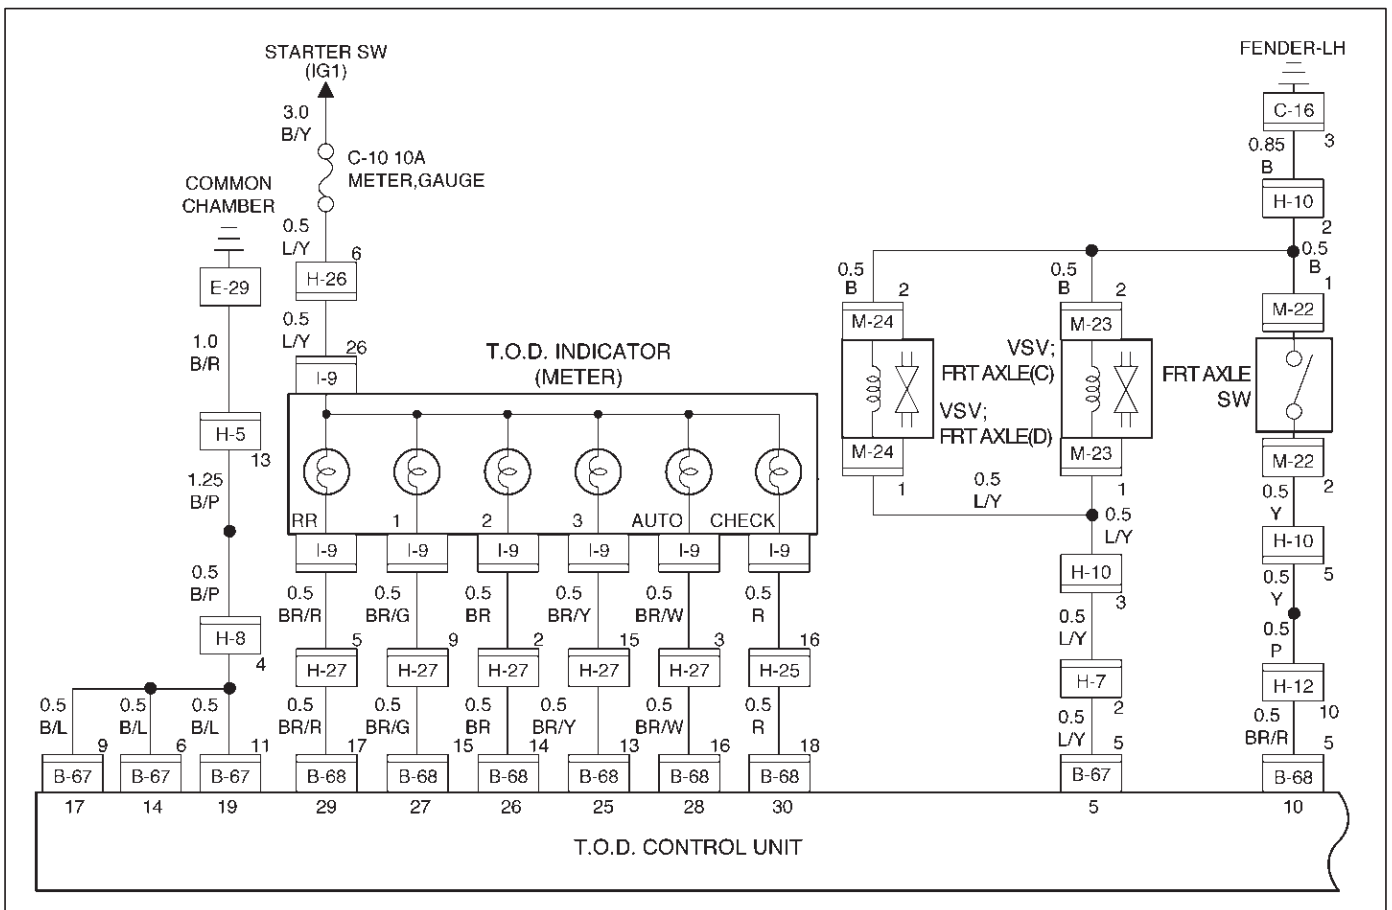 STARTER SW
(IG1)
FENDER-LH
3.0
B/Y
C-16
3
C-10 10A
METER,GAUGE
0.85
B
COMMON
CHAMBER
H-10
2
0.5
L/Y
6
0.5
B
E-29
H-26
0.5
B
2
0.5
B
2
1
1.0
B/R
0.5
L/Y
26
M-24
M-23
M-22
I-9
T.O.D. INDICATOR
(METER)
VSV;
FRT AXLE(C)
VSV;
FRT AXLE(D)
FRT AXLE
SW
H-5
13
M-24
1
M-23
1
M-22
2
1.25
B/P
0.5
L/Y
0.5
L/Y
0.5
Y
RR 1 2 3 AUTO CHECK
I-9 I-9 I-9 I-9 I-9 I-9
H-10
3
H-10
5
0.5
B/P
0.5
BR/R
0.5
BR/G
0.5
BR
0.5
BR/Y
0.5
BR/W
0.5
R
0.5
L/Y
0.5
Y
0.5
P
H-8
4
5 9 2 15 3 16
H-27 H-27 H-27 H-27 H-27 H-25
H-7
2
H-12
10
0.5
B/L
0.5
B/L
0.5
B/L
0.5
BR/R
0.5
BR/G
0.5
BR
0.5
BR/Y
0.5
BR/W
0.5
R
0.5
L/Y
0.5
BR/R
9 6 11 17 15 14 13 16 18 5 5
B-67 B-67 B-67 B-68 B-68 B-68 B-68 B-68 B-68 B-67 B-68
17 14 19 29 27 26 25 28 30 5 10
T.O.D. CONTROL UNIT